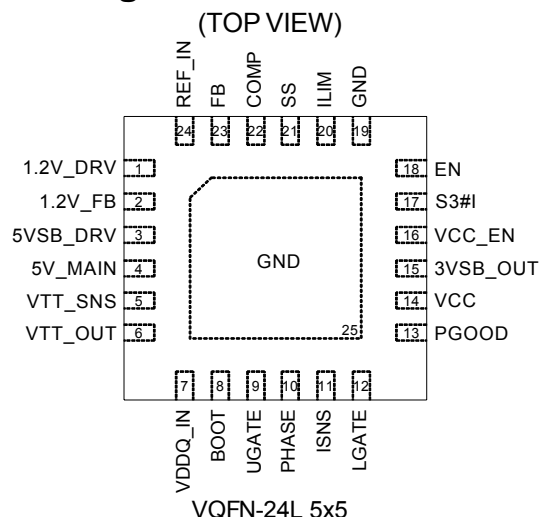 (TOP VIEW)
REF_IN
FB
COMP
SS
ILIM
GND
24
23
22
21
20
19
1.2V_DRV 1
1.2V_FB 2
5VSB_DRV 3
5V_MAIN 4
VTT_SNS 5
VTT_OUT 6
18 EN
17 S3#I
16 VCC_EN
15 3VSB_OUT
14 VCC
13 PGOOD
GND
25
7
8
9
10
11
12
VDDQ_IN
BOOT
UGATE
PHASE
ISNS
LGATE
VQFN-24L 5x5